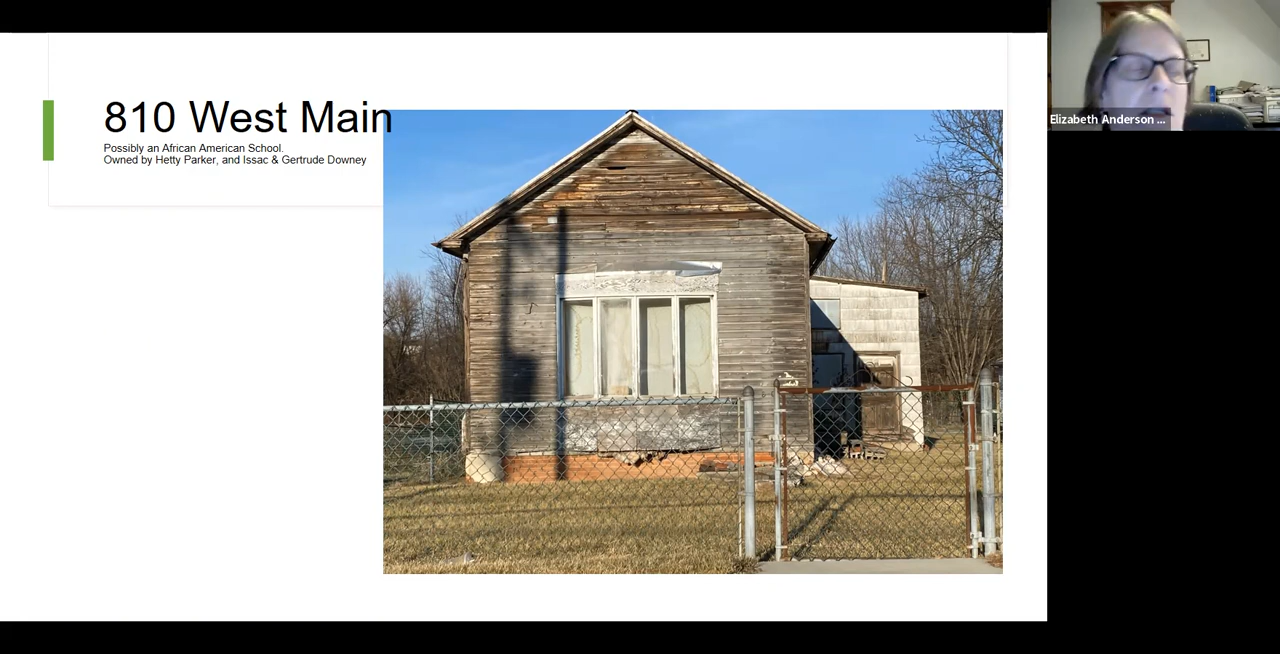 810 West Main
Possibly an African American School.
Owned by Hetty Parker, and Issac & Gertrude Downey
Elizabeth Anderson ...